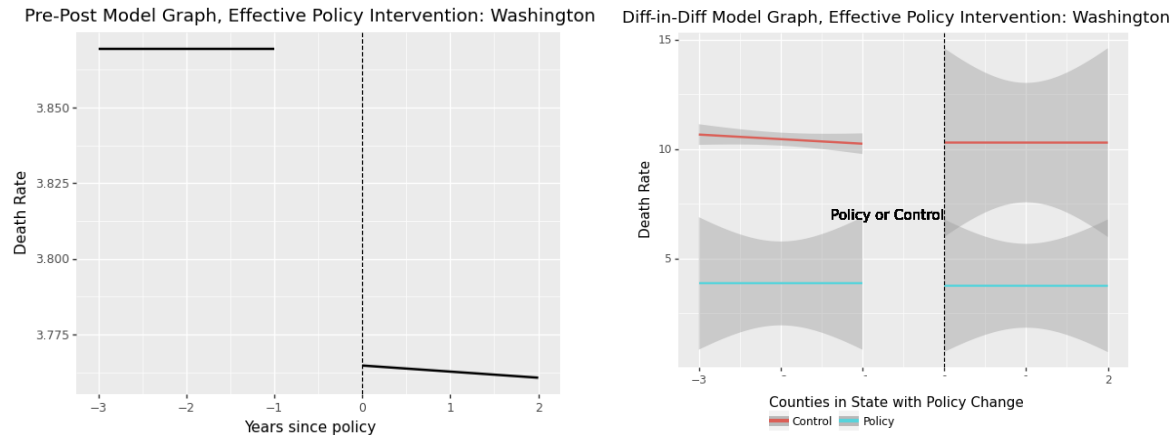 Pre-Post Model Graph, Effective Policy Intervention: Washington
3.850
3.825
3.800
3.775
Death Rate
−3
−2
−1
0
1
2
Years since policy
Diff-in-Diff Model Graph, Effective Policy Intervention: Washington
15
10
5
Death Rate
Policy or Control
−3
2
Counties in State with Policy Change
Control
Policy